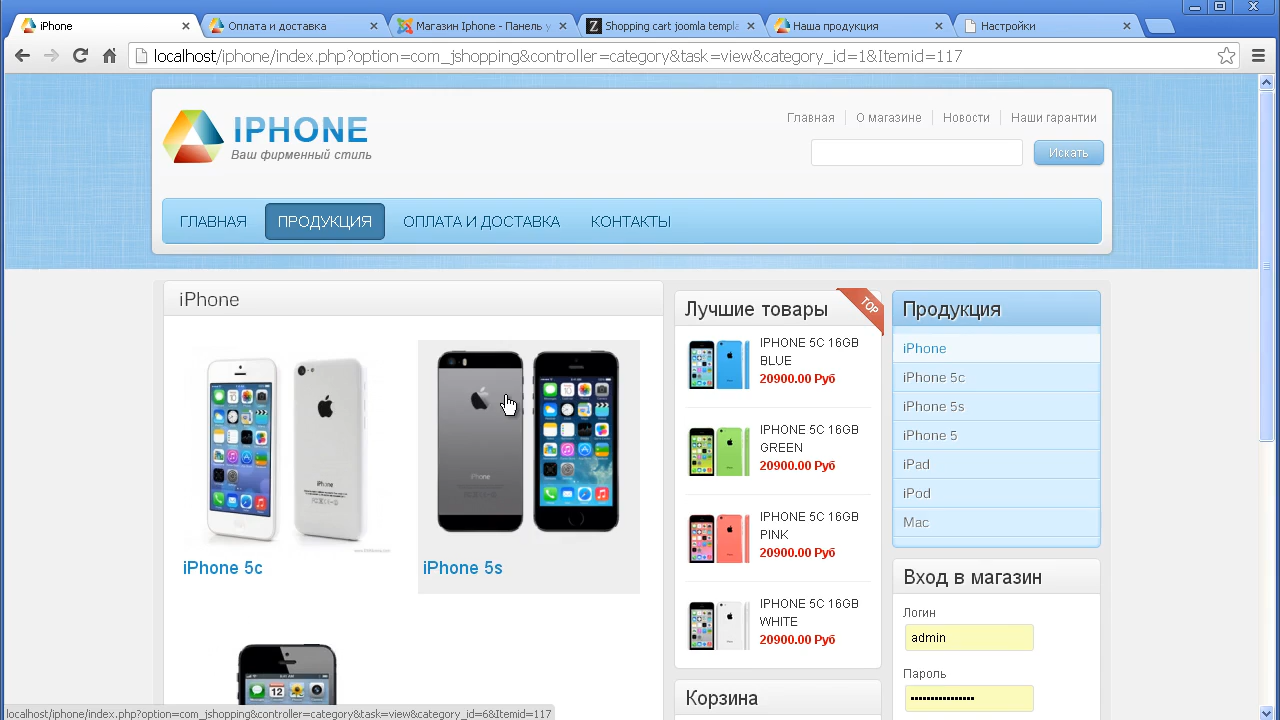 iPhone
Оплата и доставка
Магазин Iphone - Панель у
Shopping cart joomla templе
Наша продукция
Настройки
localhost/iphone/index.php?option=com_jshopping&controller=category&task=view&category_id=1&Itemid=117
IPHONE
Ваш фирменный стиль
Главная
О магазине
Новости
Наши гарантии
Искать
ГЛАВНАЯ
ПРОДУКЦИЯ
ОПЛАТА И ДОСТАВКА
КОНТАКТЫ
iPhone
iPhone 5c
iPhone 5s
Лучшие товары
TOP
IPHONE 5C 16GB
BLUE
20900.00 Руб
IPHONE 5C 16GB
GREEN
20900.00 Руб
IPHONE 5C 16GB
PINK
20900.00 Руб
IPHONE 5C 16GB
WHITE
20900.00 Руб
Корзина
Продукция
iPhone
iPhone 5c
iPhone 5s
iPhone 5
iPad
iPod
Mac
Вход в магазин
Логин
admin
Пароль
•••••••••••••••
localhost/iphone/index.php?option=com_jshopping&controller=category&task=view&category_id=6&Itemid=117